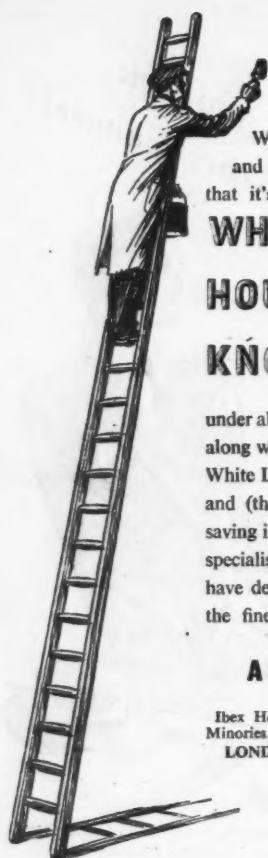 W
and
that it's
WH
HOU
KNO
under al
along w
White L
and (th
saving i
specialis
have de
the fine
A
Ibex H
Minories,
LOND